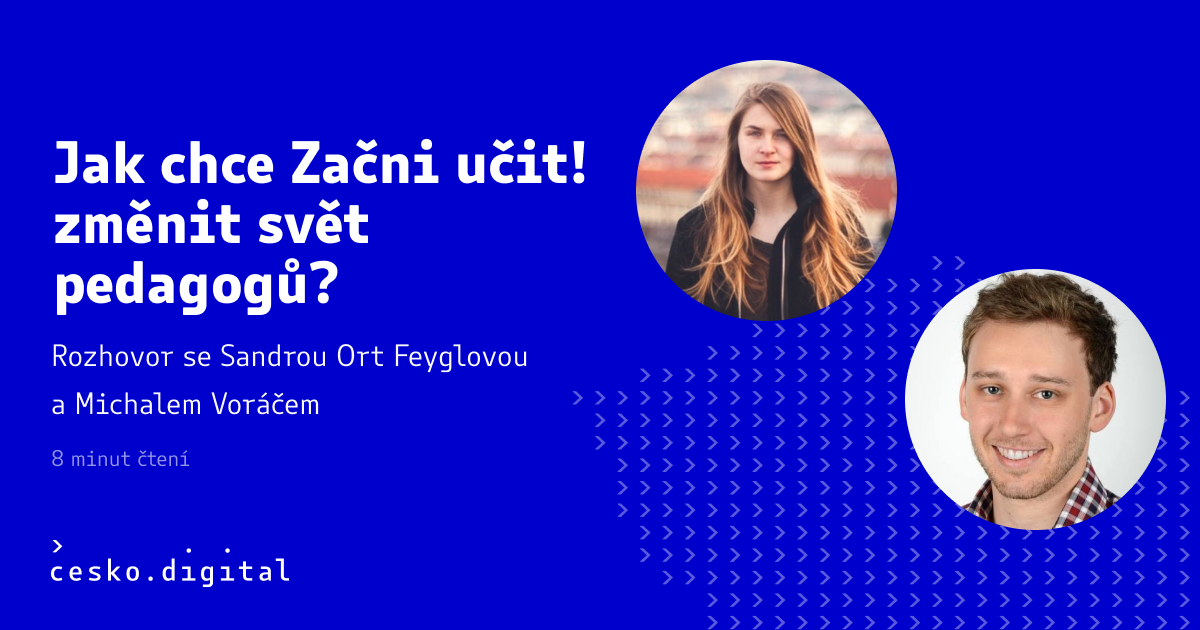 Jak chce Začni učit!
změnit svět
pedagogů?
Rozhovor se Sandrou Ort Feyglovou
a Michalem Voráčem
8 minut čtení
cesko.digital